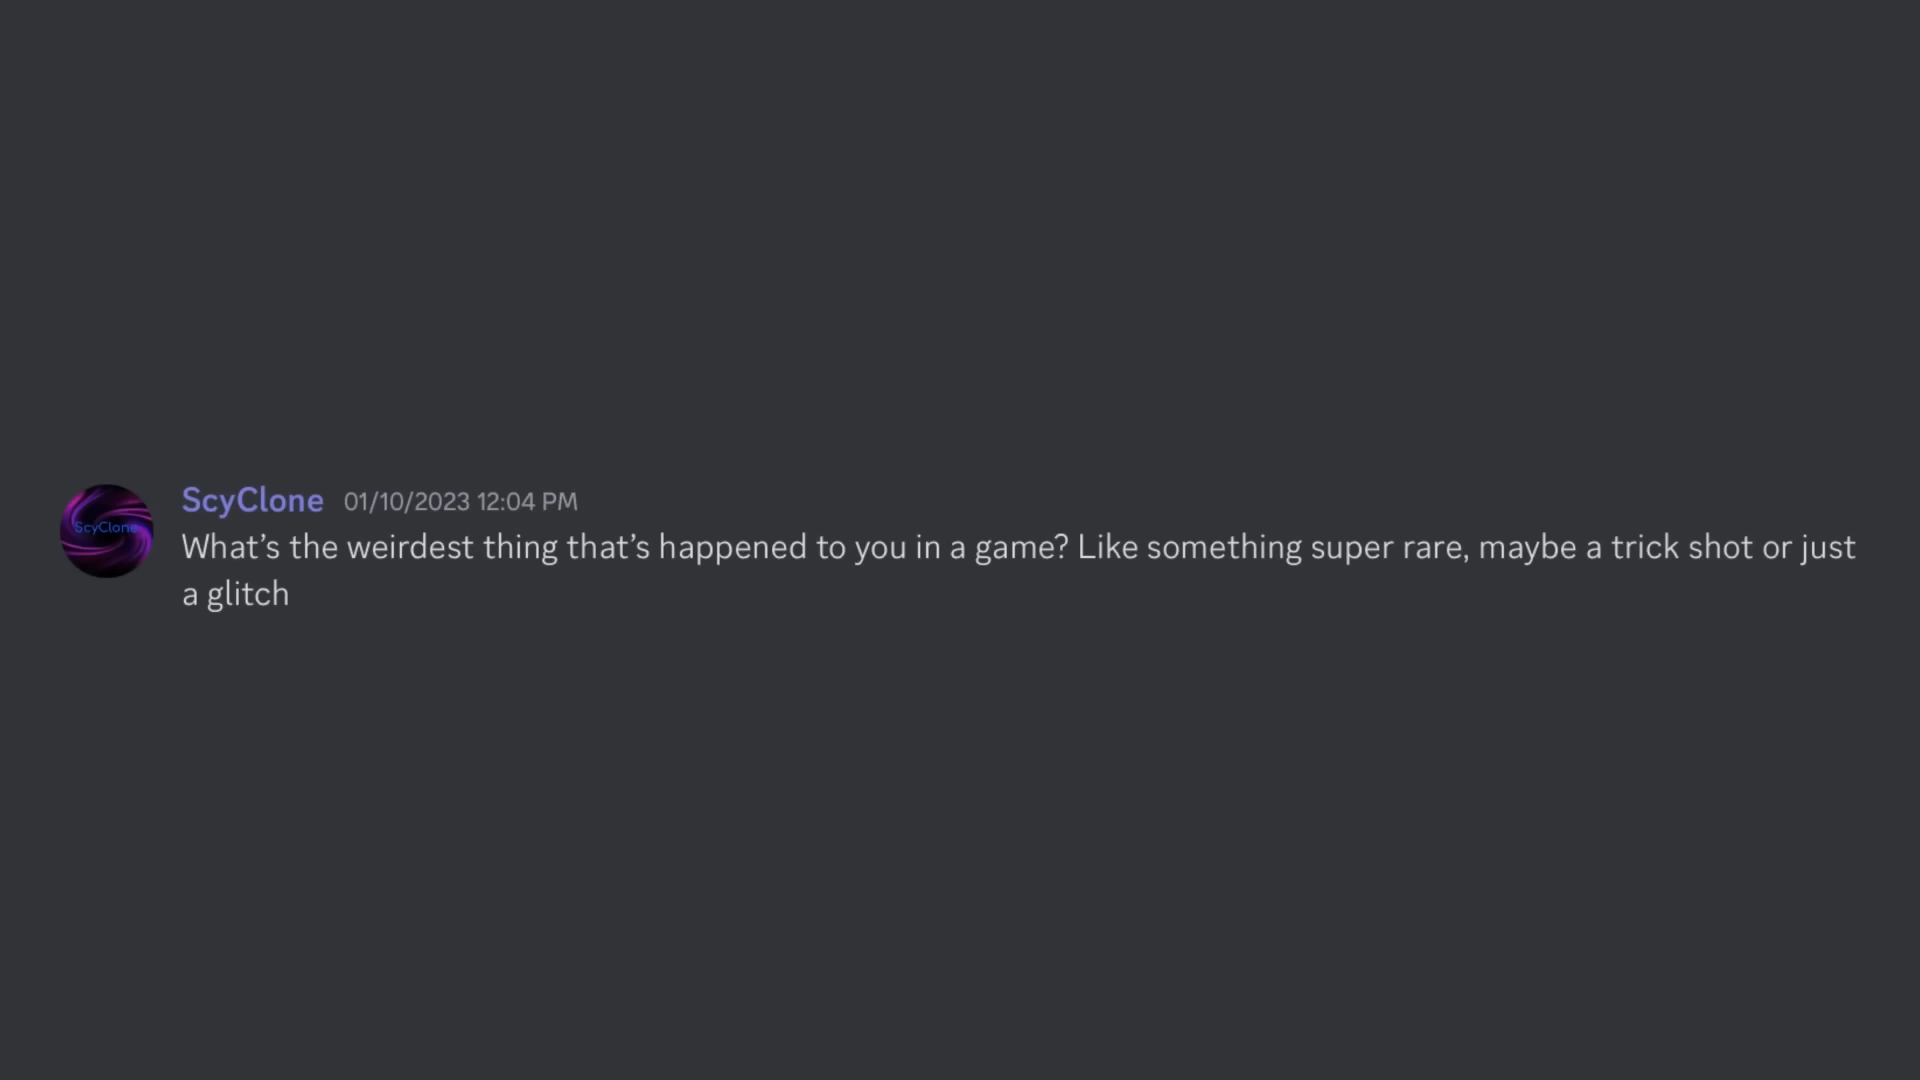 ScyClone 01/10/2023 12:04 PM
ScyClone
What’s the weirdest thing that’s happened to you in a game? Like something super rare, maybe a trick shot or just
a glitch